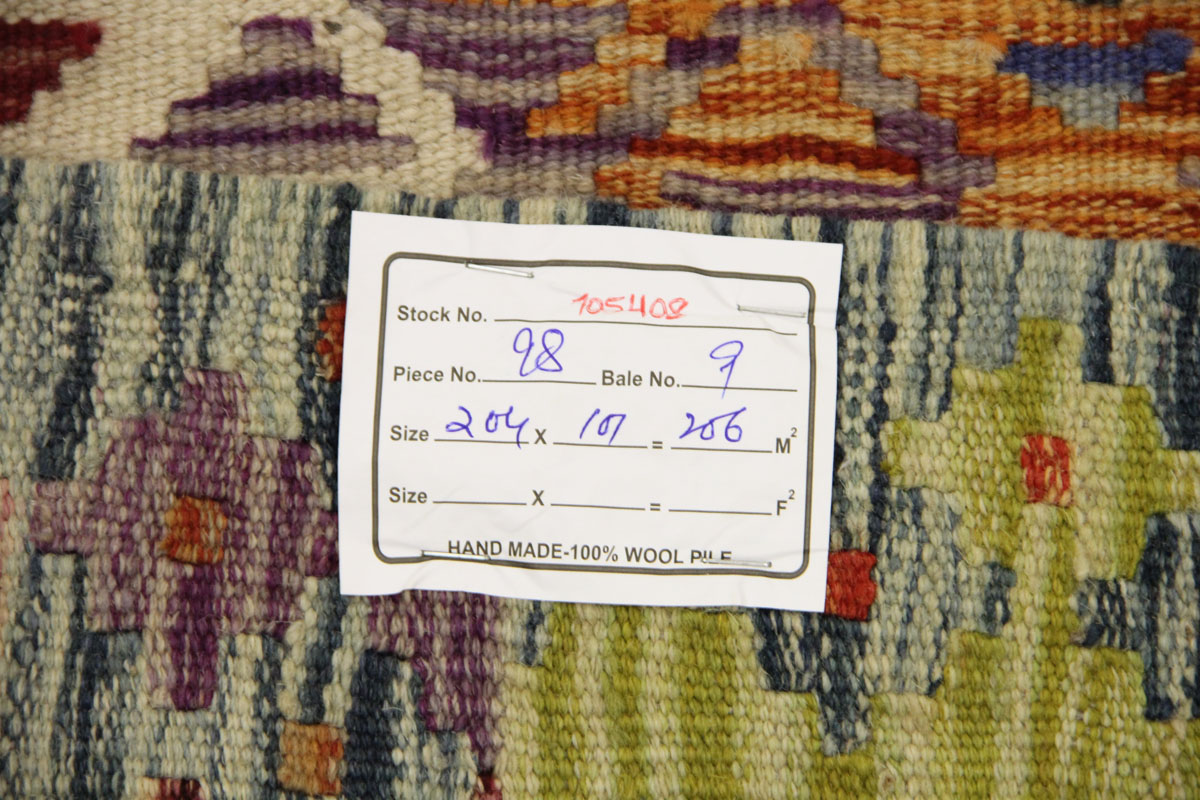 Stock No. 105408
Piece No. 98 Bale No. 9
Size 204 X 101 = 206 M²
Size X = F²
HAND MADE-100% WOOL PILE